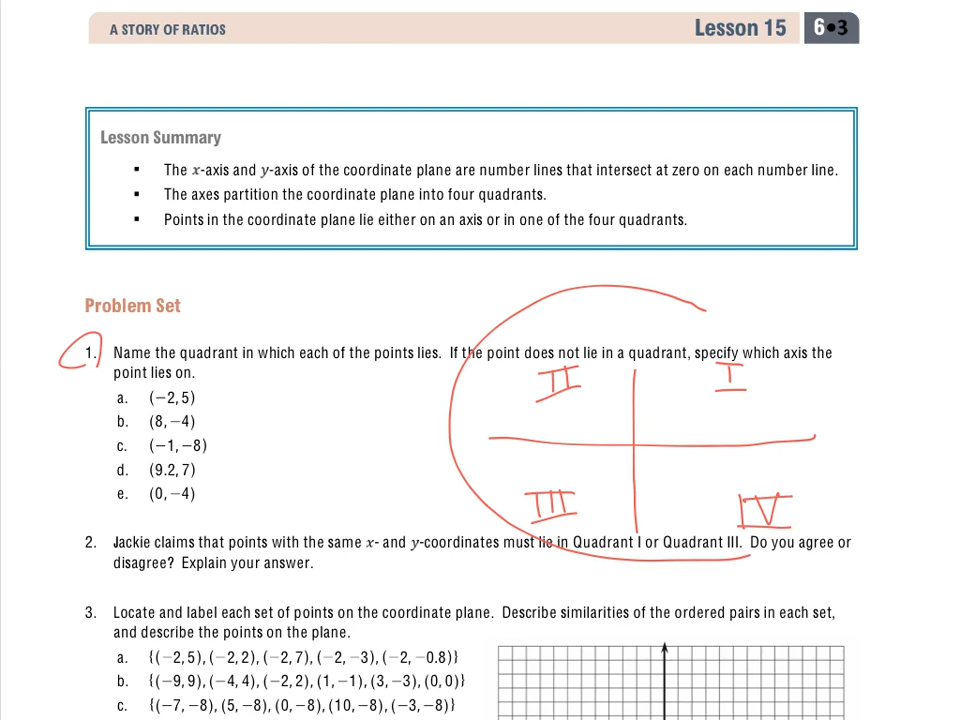 A STORY OF RATIOS
Lesson 15
6•3
Lesson Summary
▪ The x-axis and y-axis of the coordinate plane are number lines that intersect at zero on each number line.
▪ The axes partition the coordinate plane into four quadrants.
▪ Points in the coordinate plane lie either on an axis or in one of the four quadrants.
Problem Set
1. Name the quadrant in which each of the points lies. If the point does not lie in a quadrant, specify which axis the
point lies on.
II
I
a. (−2, 5)
b. (8, −4)
c. (−1, −8)
d. (9.2, 7)
e. (0, −4)
III
IV
2. Jackie claims that points with the same x- and y-coordinates must lie in Quadrant I or Quadrant III. Do you agree or
disagree? Explain your answer.
3. Locate and label each set of points on the coordinate plane. Describe similarities of the ordered pairs in each set,
and describe the points on the plane.
a. {(−2, 5), (−2, 2), (−2, 7), (−2, −3), (−2, −0.8)}
b. {(−9, 9), (−4, 4), (−2, 2), (1, −1), (3, −3), (0, 0)}
c. {(−7, −8), (5, −8), (0, −8), (10, −8), (−3, −8)}